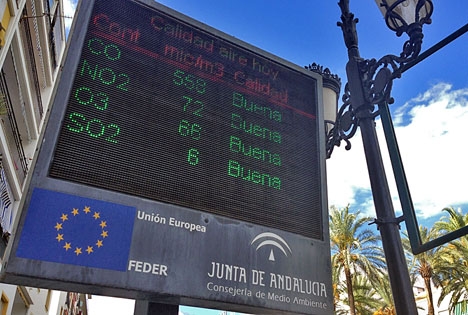 Calidad aire hoy
Cont mic/m3 Calidad
CO 558 Buena
NO2 72 Buena
O3 66 Buena
SO2 6 Buena
Unión Europea
FEDER
JUNTA DE ANDALUCIA
Consejería de Medio Ambiente